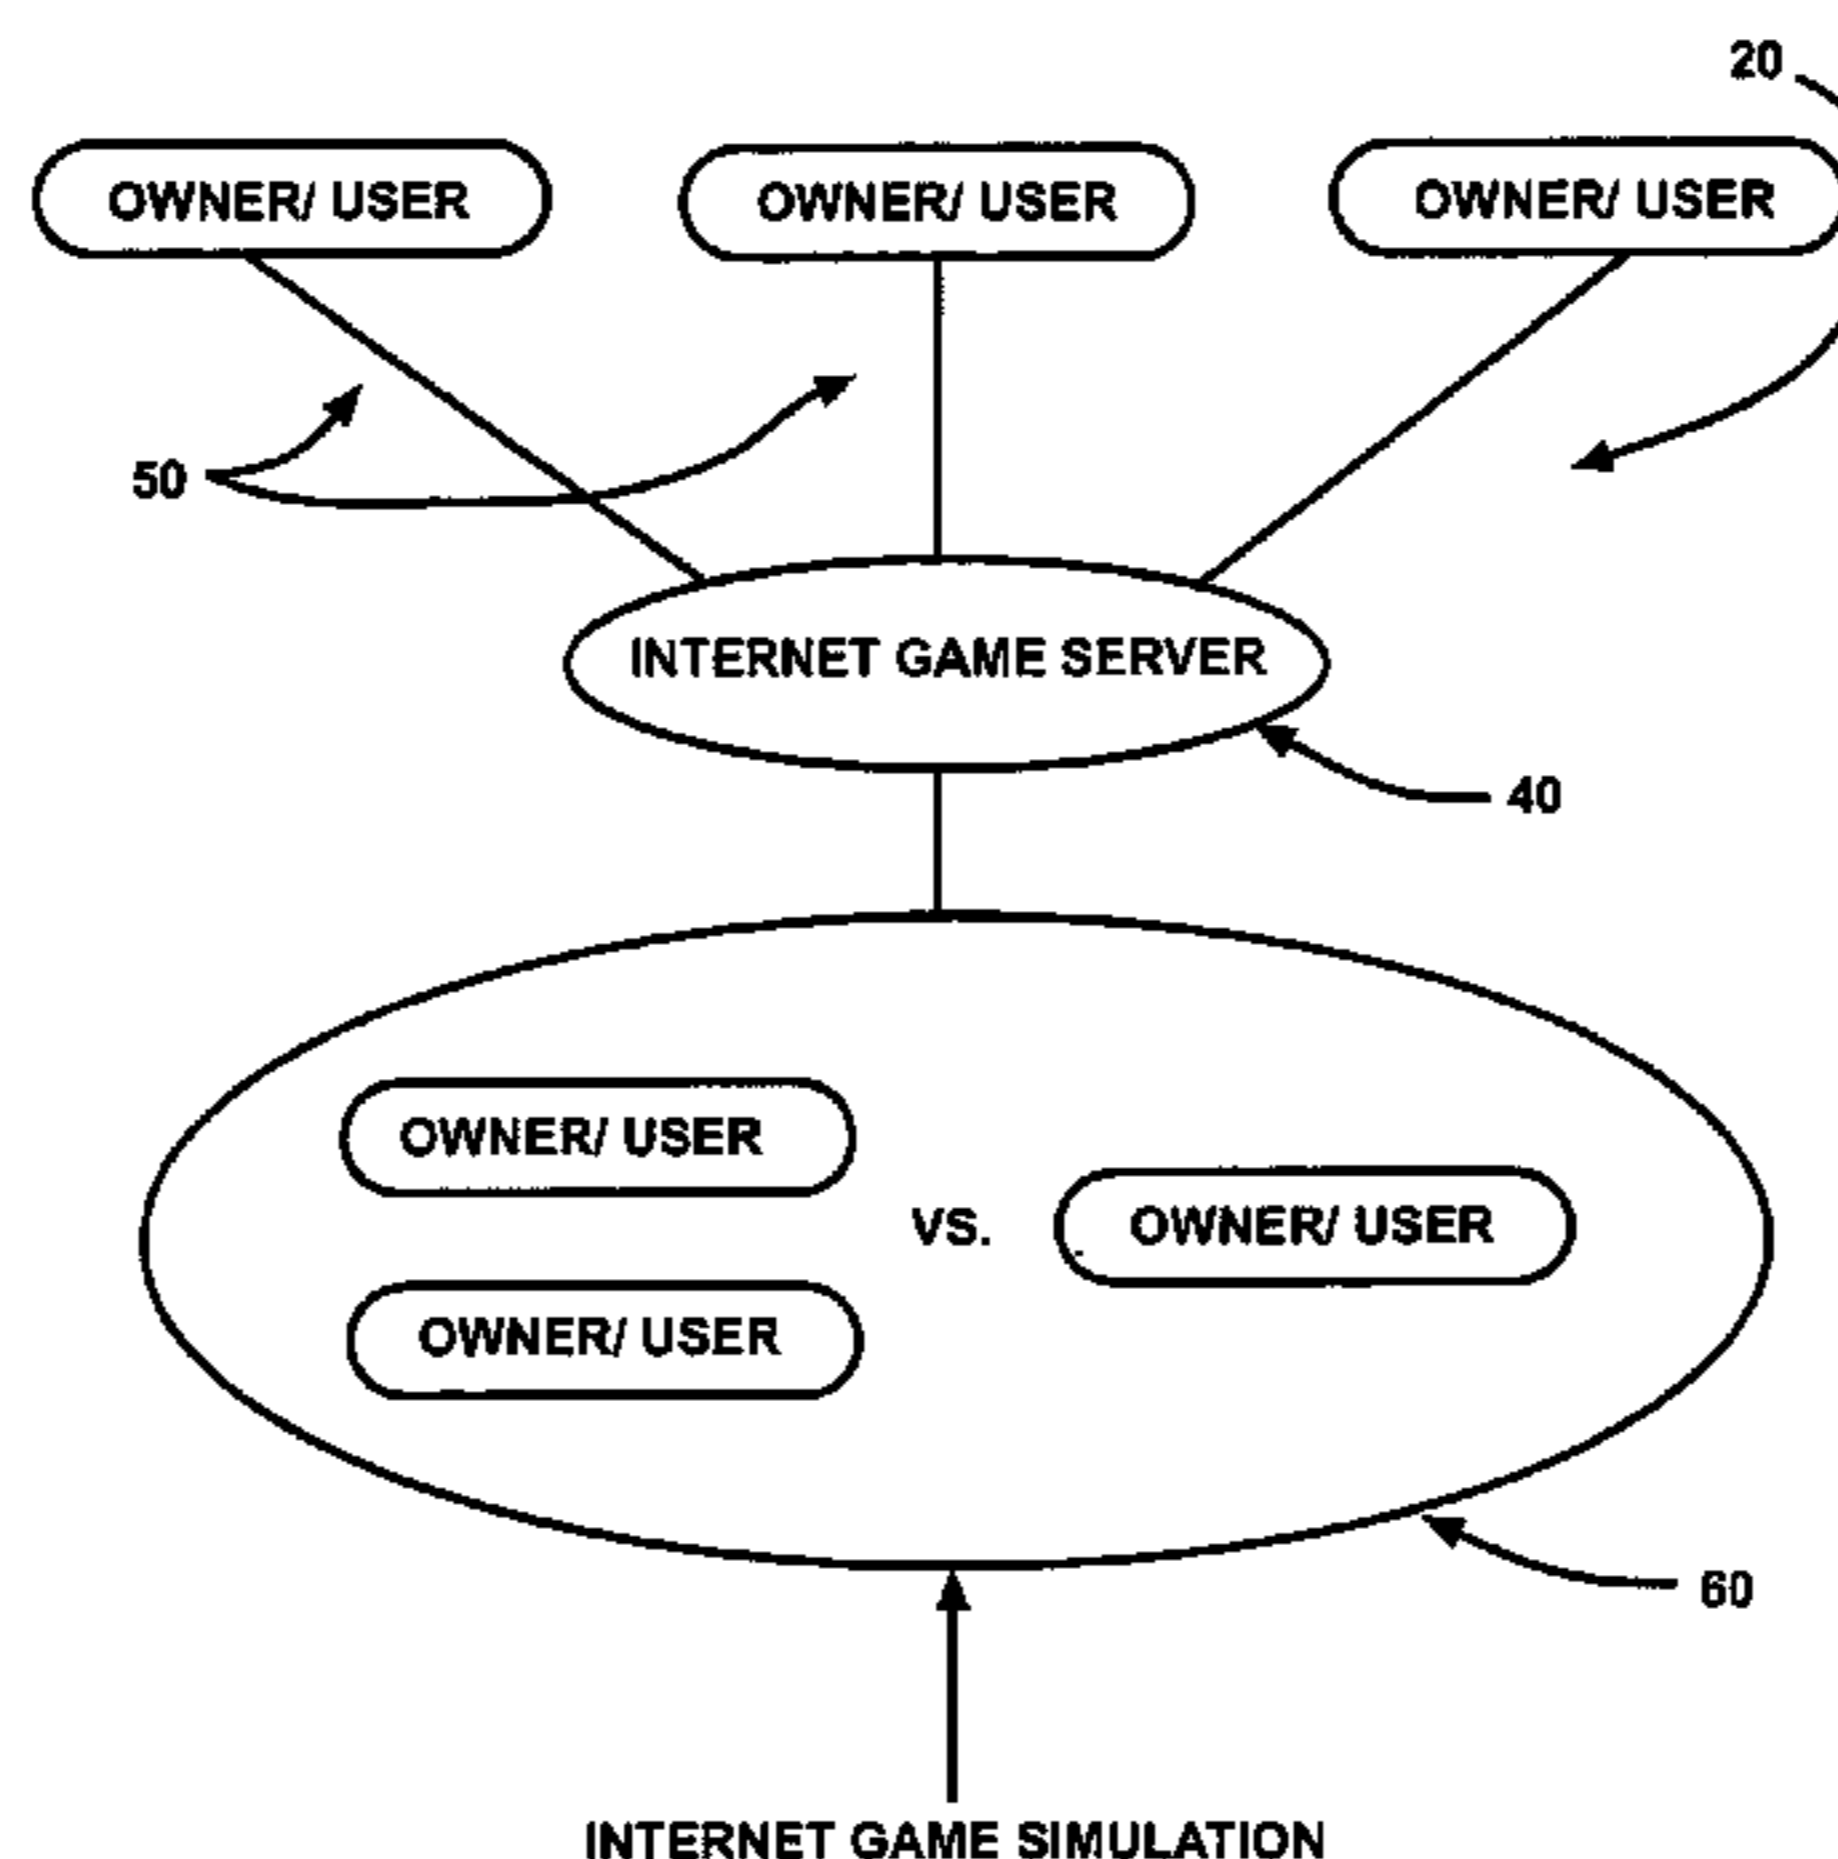 20
OWNER/ USER
OWNER/ USER
OWNER/ USER
50
INTERNET GAME SERVER
40
OWNER/ USER
VS.
OWNER/ USER
OWNER/ USER
60
INTERNET GAME SIMULATION